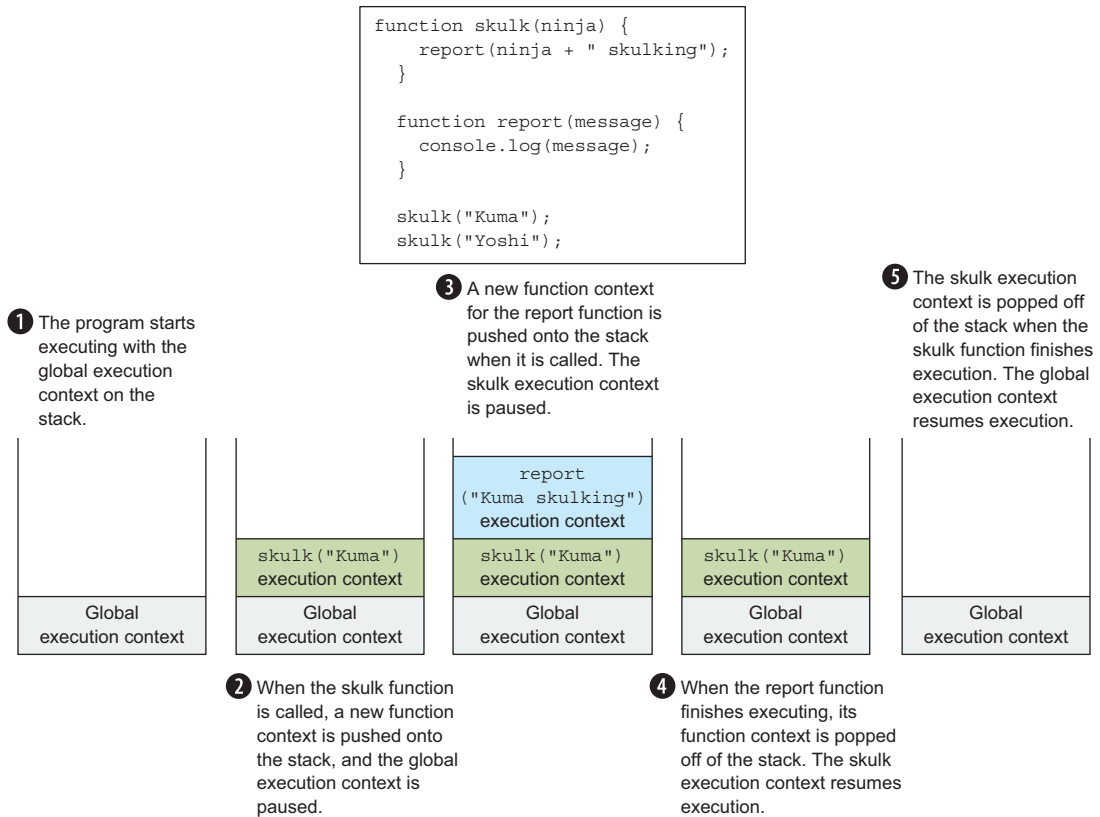 function skulk(ninja) {
report(ninja + " skulking");
}
function report(message) {
console.log(message);
}
skulk("Kuma");
skulk("Yoshi");
1 The program starts
executing with the
global execution
context on the
stack.
3 A new function context
for the report function is
pushed onto the stack
when it is called. The
skulk execution context
is paused.
5 The skulk execution
context is popped off
of the stack when the
skulk function finishes
execution. The global
execution context
resumes execution.
Global
execution context
skulk("Kuma")
execution context
Global
execution context
report
("Kuma skulking")
execution context
skulk("Kuma")
execution context
Global
execution context
skulk("Kuma")
execution context
Global
execution context
Global
execution context
2 When the skulk function
is called, a new function
context is pushed onto
the stack, and the global
execution context is
paused.
4 When the report function
finishes executing, its
function context is popped
off of the stack. The skulk
execution context resumes
execution.